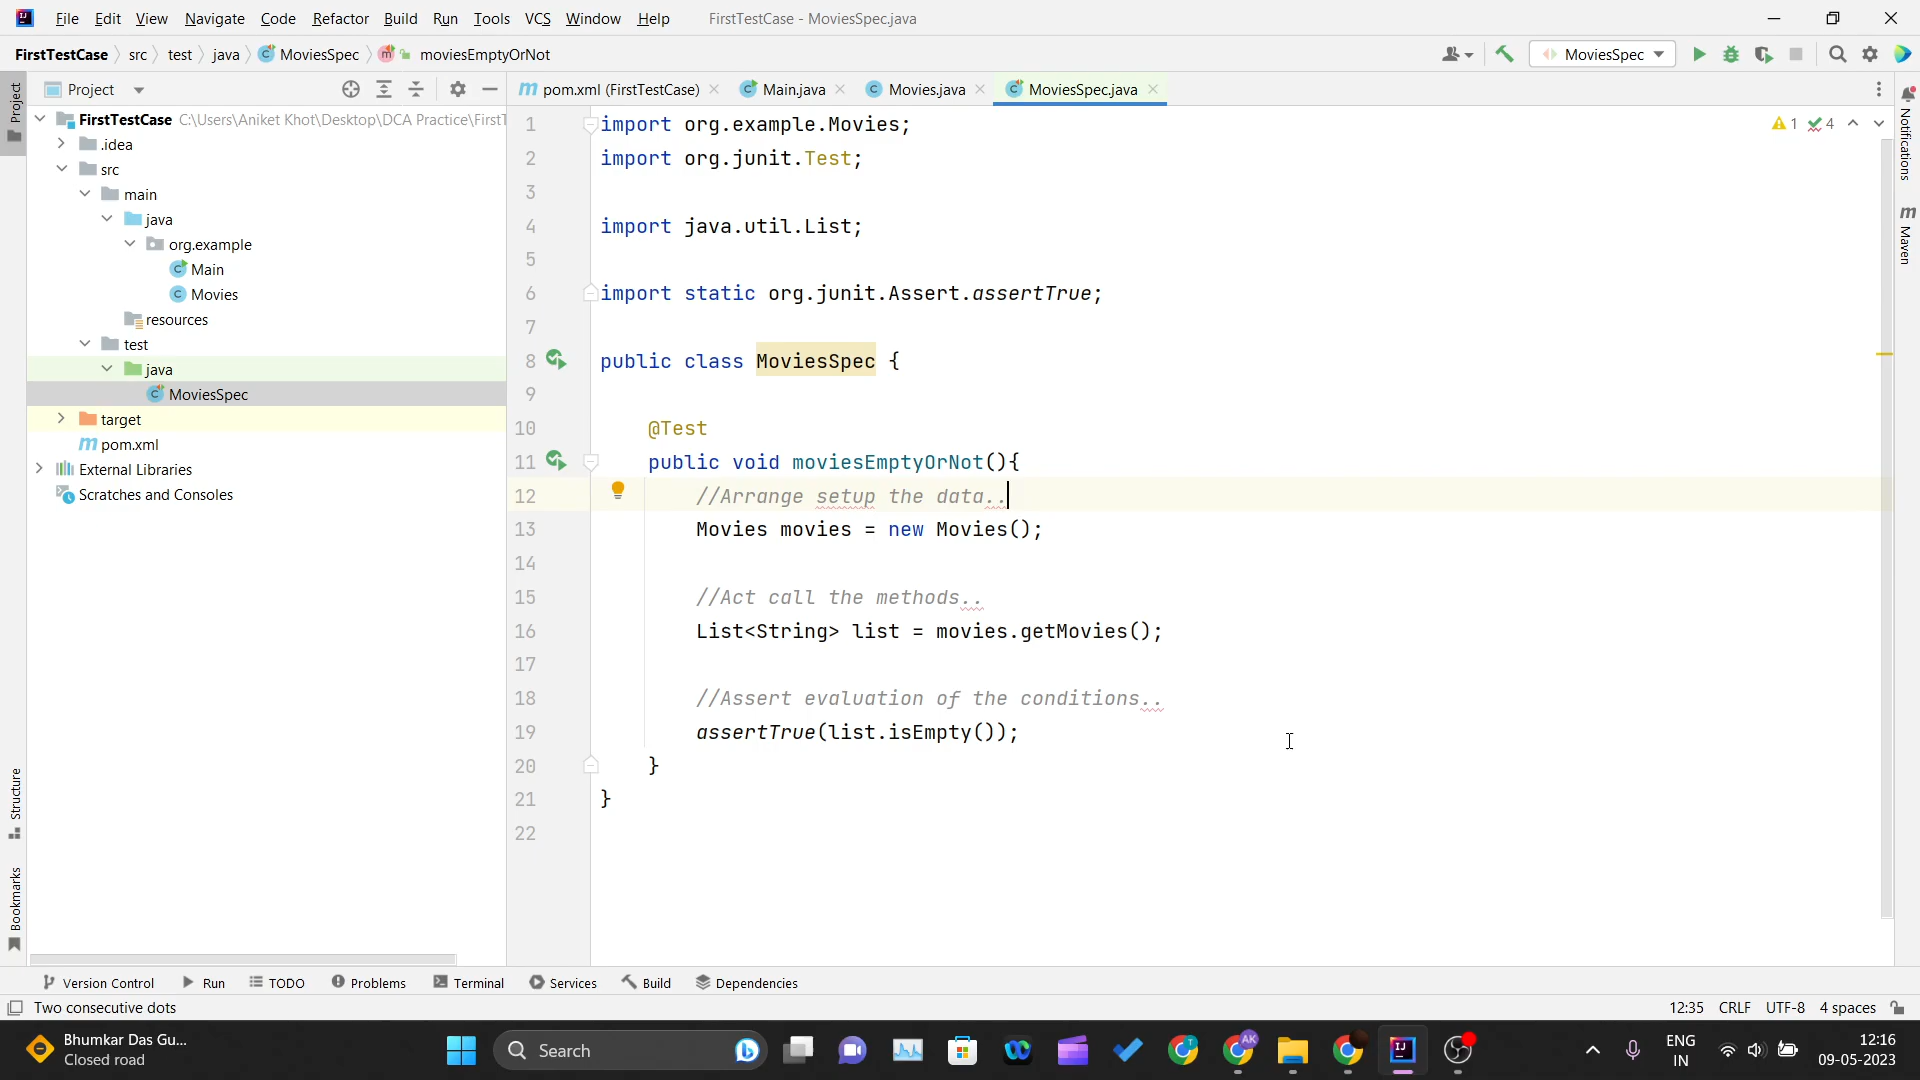 File Edit View Navigate Code Refactor Build Run Tools VCS Window Help FirstTestCase - MoviesSpec.java
FirstTestCase src test java MoviesSpec moviesEmptyOrNot MoviesSpec
Project
pom.xml (FirstTestCase) Main.java Movies.java MoviesSpec.java
Project
Notifications
Maven
Structure
Bookmarks
FirstTestCase C:\Users\Aniket Khot\Desktop\DCA Practice\FirstT
.idea
src
main
java
org.example
Main
Movies
resources
test
java
MoviesSpec
target
pom.xml
External Libraries
Scratches and Consoles
1 4
1 import org.example.Movies;
2 import org.junit.Test;
3
4 import java.util.List;
5
6 import static org.junit.Assert.assertTrue;
7
8 public class MoviesSpec {
9
10 @Test
11 public void moviesEmptyOrNot(){
12 //Arrange setup the data..
13 Movies movies = new Movies();
14
15 //Act call the methods..
16 List<String> list = movies.getMovies();
17
18 //Assert evaluation of the conditions..
19 assertTrue(list.isEmpty());
20 }
21 }
22
Version Control Run TODO Problems Terminal Services Build Dependencies
Two consecutive dots 12:35 CRLF UTF-8 4 spaces
Bhumkar Das Gu...
Closed road
Search
ENG
IN
12:16
09-05-2023